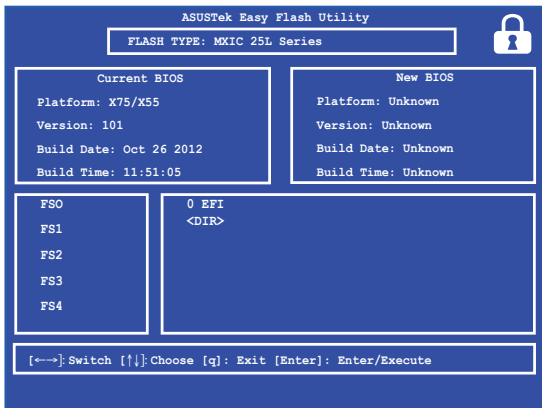 ASUSTek Easy Flash Utility
FLASH TYPE: MXIC 25L Series
Current BIOS
Platform: X75/X55
Version: 101
Build Date: Oct 26 2012
Build Time: 11:51:05
New BIOS
Platform: Unknown
Version: Unknown
Build Date: Unknown
Build Time: Unknown
FSO
FS1
FS2
FS3
FS4
0 EFI
<DIR>
[←→]: Switch [↑↓]: Choose [q]: Exit [Enter]: Enter/Execute